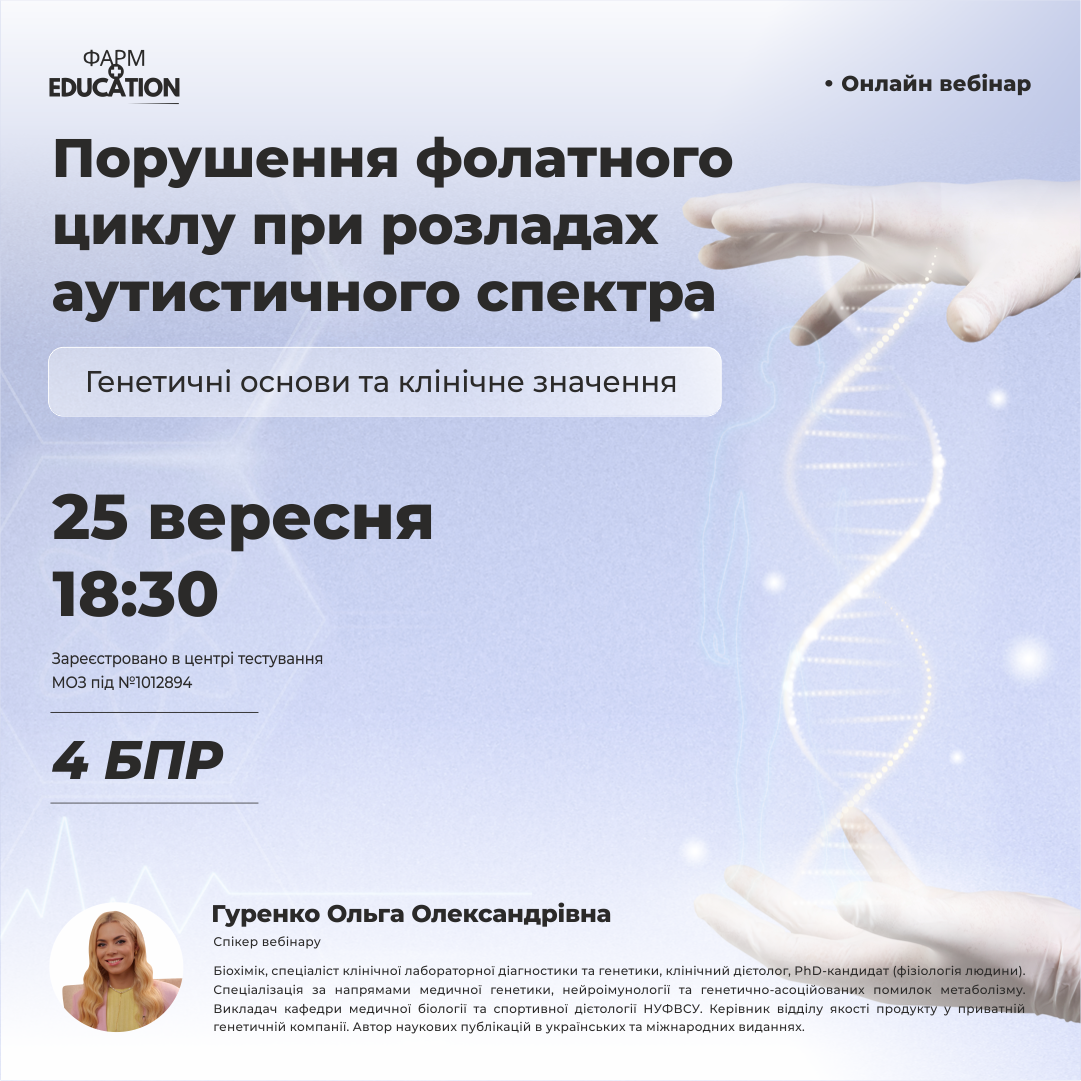 ФАРМ
EDUCATION
• Онлайн вебінар
Порушення фолатного
циклу при розладах
аутистичного спектра
Генетичні основи та клінічне значення
25 вересня
18:30
Зареєстровано в центрі тестування
МОЗ під №1012894
4 БПР
Гуренко Ольга Олександрівна
Спікер вебінару
Біохімік, спеціаліст клінічної лабораторної діагностики та генетики, клінічний дієтолог, PhD-кандидат (фізіологія людини).
Спеціалізація за напрямами медичної генетики, нейроімунології та генетично-асоційованих помилок метаболізму.
Викладач кафедри медичної біології та спортивної дієтології НУФВСУ. Керівник відділу якості продукту у приватній
генетичній компанії. Автор наукових публікацій в українських та міжнародних виданнях.